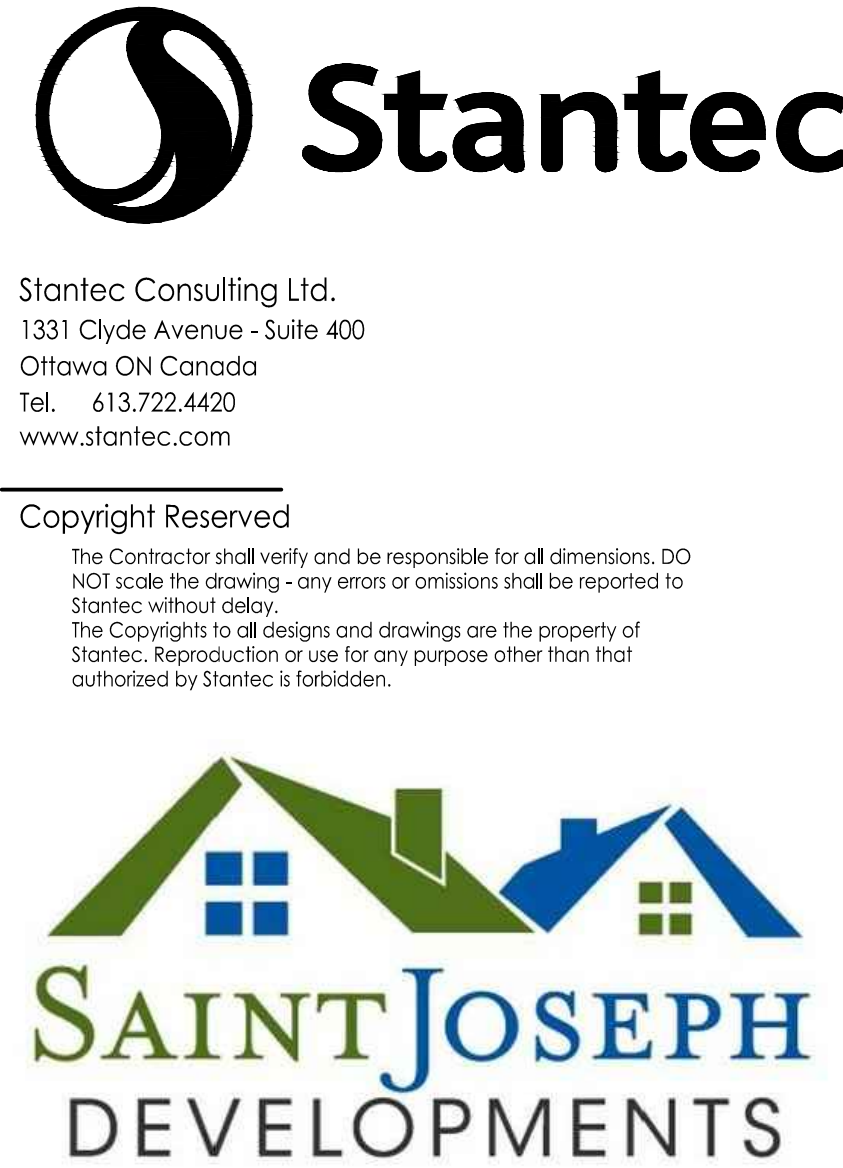 Stantec
Stantec Consulting Ltd.
1331 Clyde Avenue - Suite 400
Ottawa ON Canada
Tel. 613.722.4420
www.stantec.com
Copyright Reserved
The Contractor shall verify and be responsible for all dimensions. DO
NOT scale the drawing - any errors or omissions shall be reported to
Stantec without delay.
The Copyrights to all designs and drawings are the property of
Stantec. Reproduction or use for any purpose other than that
authorized by Stantec is forbidden.
SAINT JOSEPH
DEVELOPMENTS